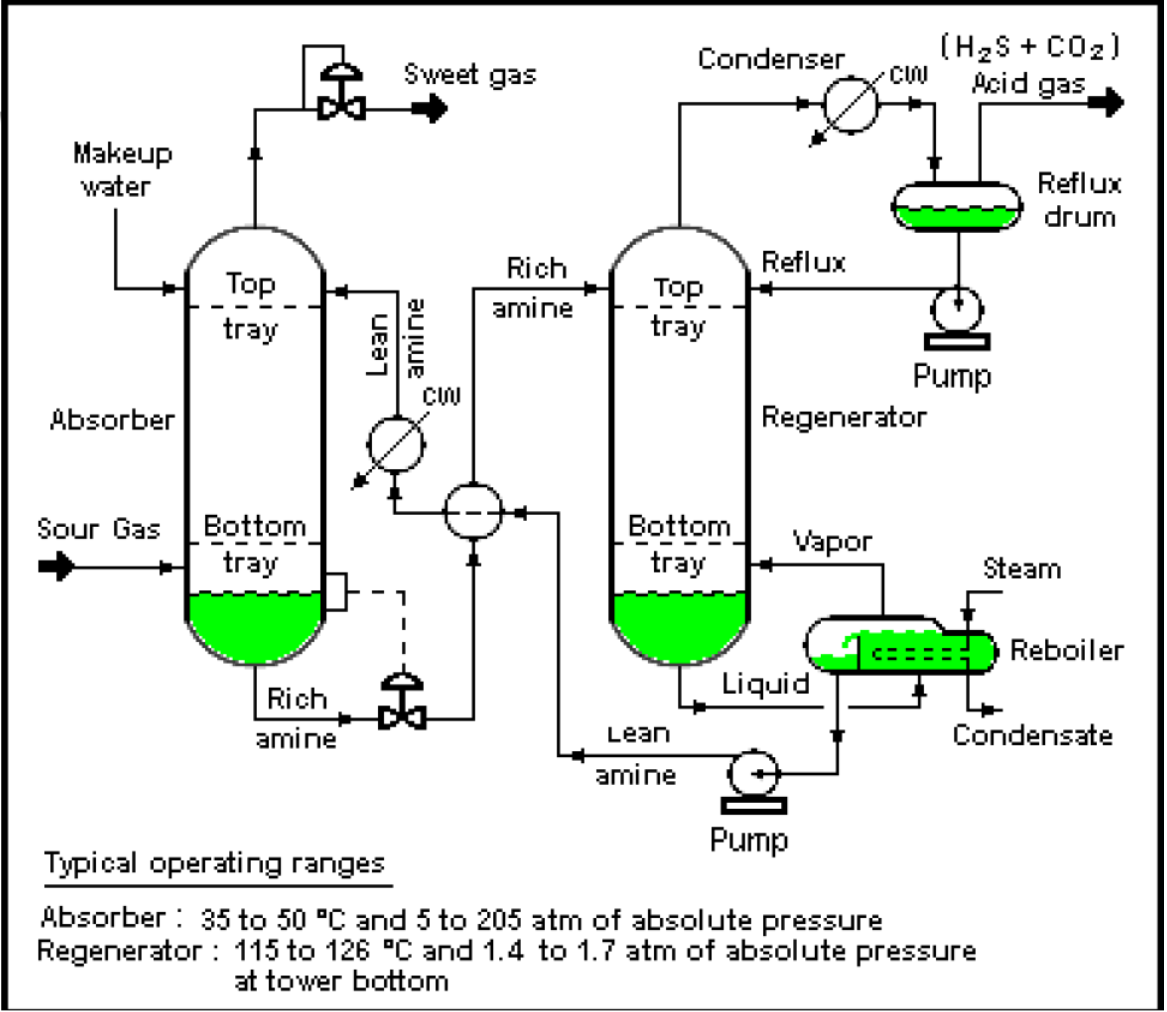 Sweet gas
Condenser
CW
(H₂S + CO₂)
Acid gas
Makeup
water
Reflux
drum
Top
tray
Lean
amine
Rich
amine
Top
tray
Reflux
Pump
CW
Absorber
Regenerator
Sour Gas
Bottom
tray
Bottom
tray
Vapor
Steam
Reboiler
Rich
amine
Liquid
Condensate
Lean
amine
Pump
Typical operating ranges
Absorber : 35 to 50 °C and 5 to 205 atm of absolute pressure
Regenerator : 115 to 126 °C and 1.4 to 1.7 atm of absolute pressure
at tower bottom